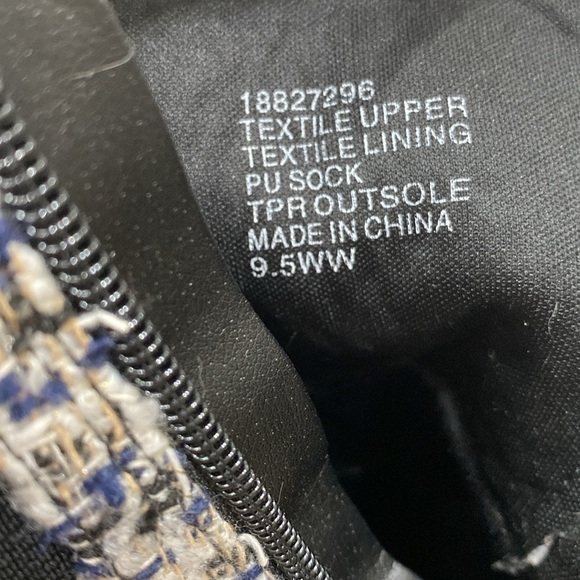 18827296
TEXTILE UPPER
TEXTILE LINING
PU SOCK
TPR OUTSOLE
MADE IN CHINA
9.5WW